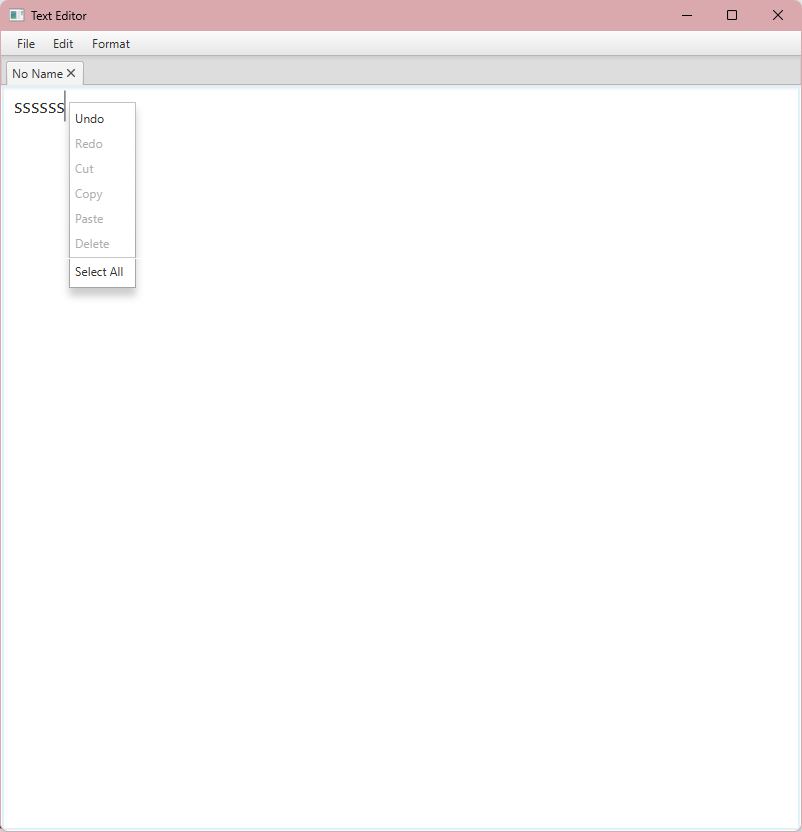 Text Editor
File Edit Format
No Name
ssssss
Undo
Redo
Cut
Copy
Paste
Delete
Select All